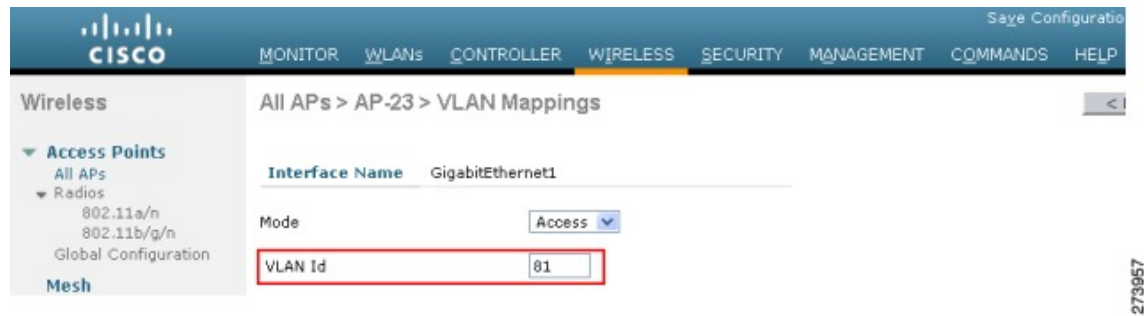 Save Configuratio
CISCO
MONITOR WLANs CONTROLLER WIRELESS SECURITY MANAGEMENT COMMANDS HELP
Wireless
All APs > AP-23 > VLAN Mappings
<
Access Points
All APs
Radios
802.11a/n
802.11b/g/n
Global Configuration
Mesh
Interface Name GigabitEthernet1
Mode Access
VLAN Id 81
273957